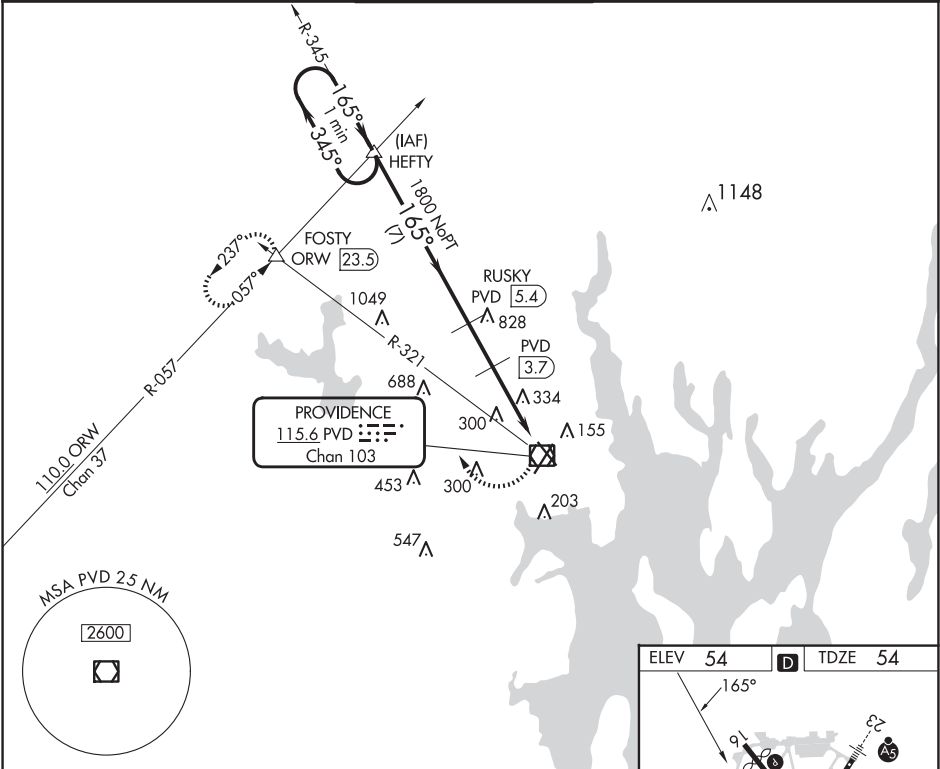 R-345
165°
1 min
345°
(IAF)
HEFTY
1800 NoPT
165°
(7)
1148
FOSTY
ORW 23.5
237°
057°
RUSKY
PVD 5.4
828
1049
R-321
PVD
3.7
R-057
688
334
PROVIDENCE
115.6 PVD
Chan 103
300
155
110.0 ORW
Chan 37
453
300
203
547
MSA PVD 25 NM
2600
ELEV 54 D TDZE 54
165°
16
23
A5